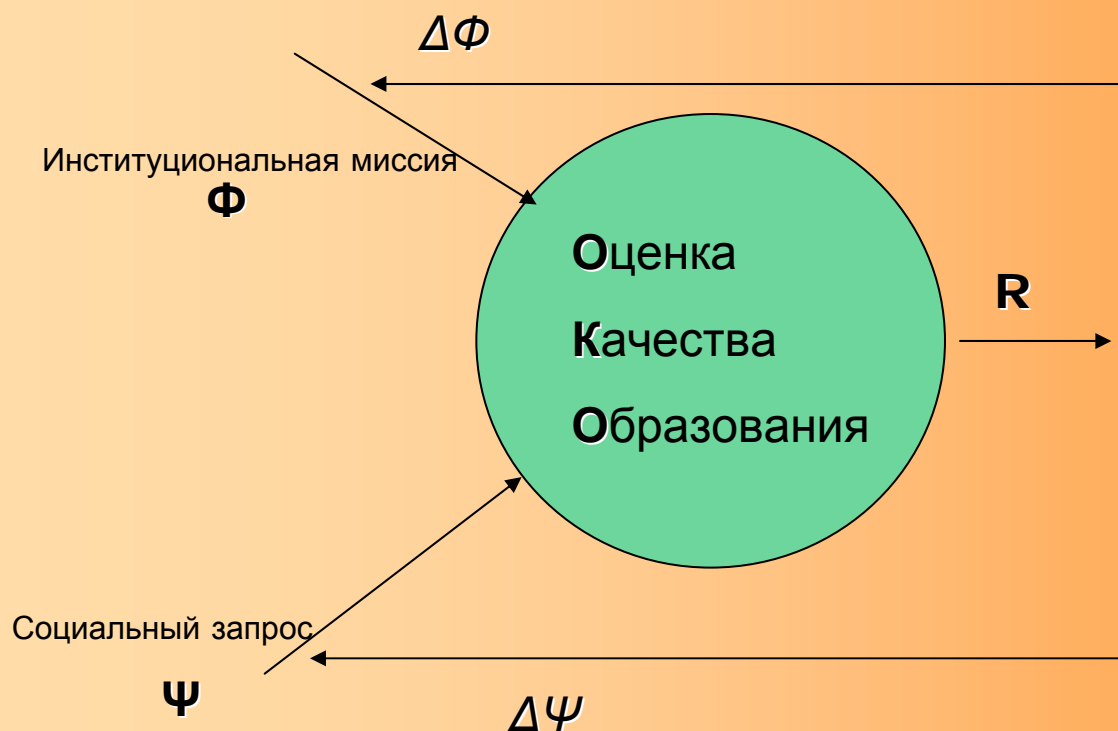 ΔΦ
Институциональная миссия
Φ
Оценка
Качества
Образования
R
Социальный запрос
Ψ
ΔΨ